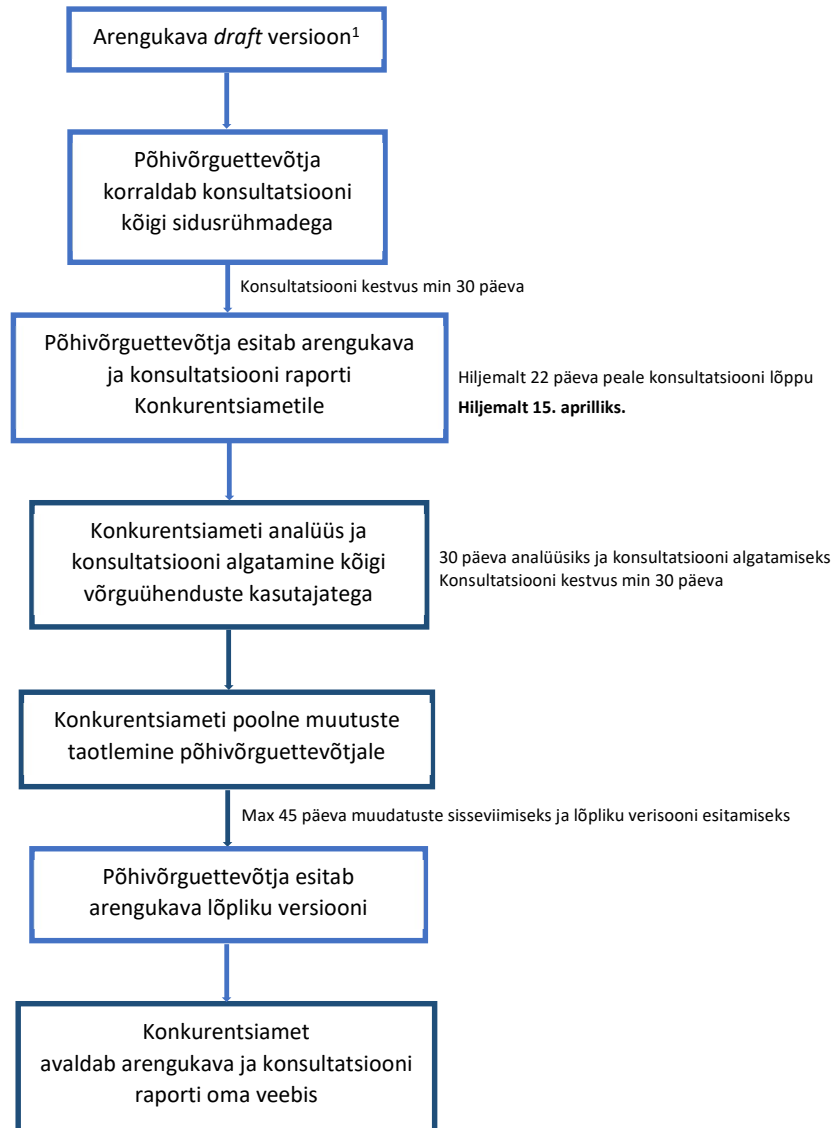 Arengukava draft versioon¹
Põhivõrguettevõtja
korraldab konsultatsiooni
kõigi sidusrühmadega
Konsultatsiooni kestvus min 30 päeva
Põhivõrguettevõtja esitab arengukava
ja konsultatsiooni raporti
Konkurentsiametile
Hiljemalt 22 päeva peale konsultatsiooni lõppu
Hiljemalt 15. aprilliks.
Konkurentsiameti analüüs ja
konsultatsiooni algatamine kõigi
võrguühenduste kasutajatega
30 päeva analüüsiks ja konsultatsiooni algatamiseks
Konsultatsiooni kestvus min 30 päeva
Konkurentsiameti poolne muutuste
taotlemine põhivõrguettevõtjale
Max 45 päeva muudatuste sisseviimiseks ja lõpliku verisooni esitamiseks
Põhivõrguettevõtja esitab
arengukava lõpliku versiooni
Konkurentsiamet
avaldab arengukava ja konsultatsiooni
raporti oma veebis